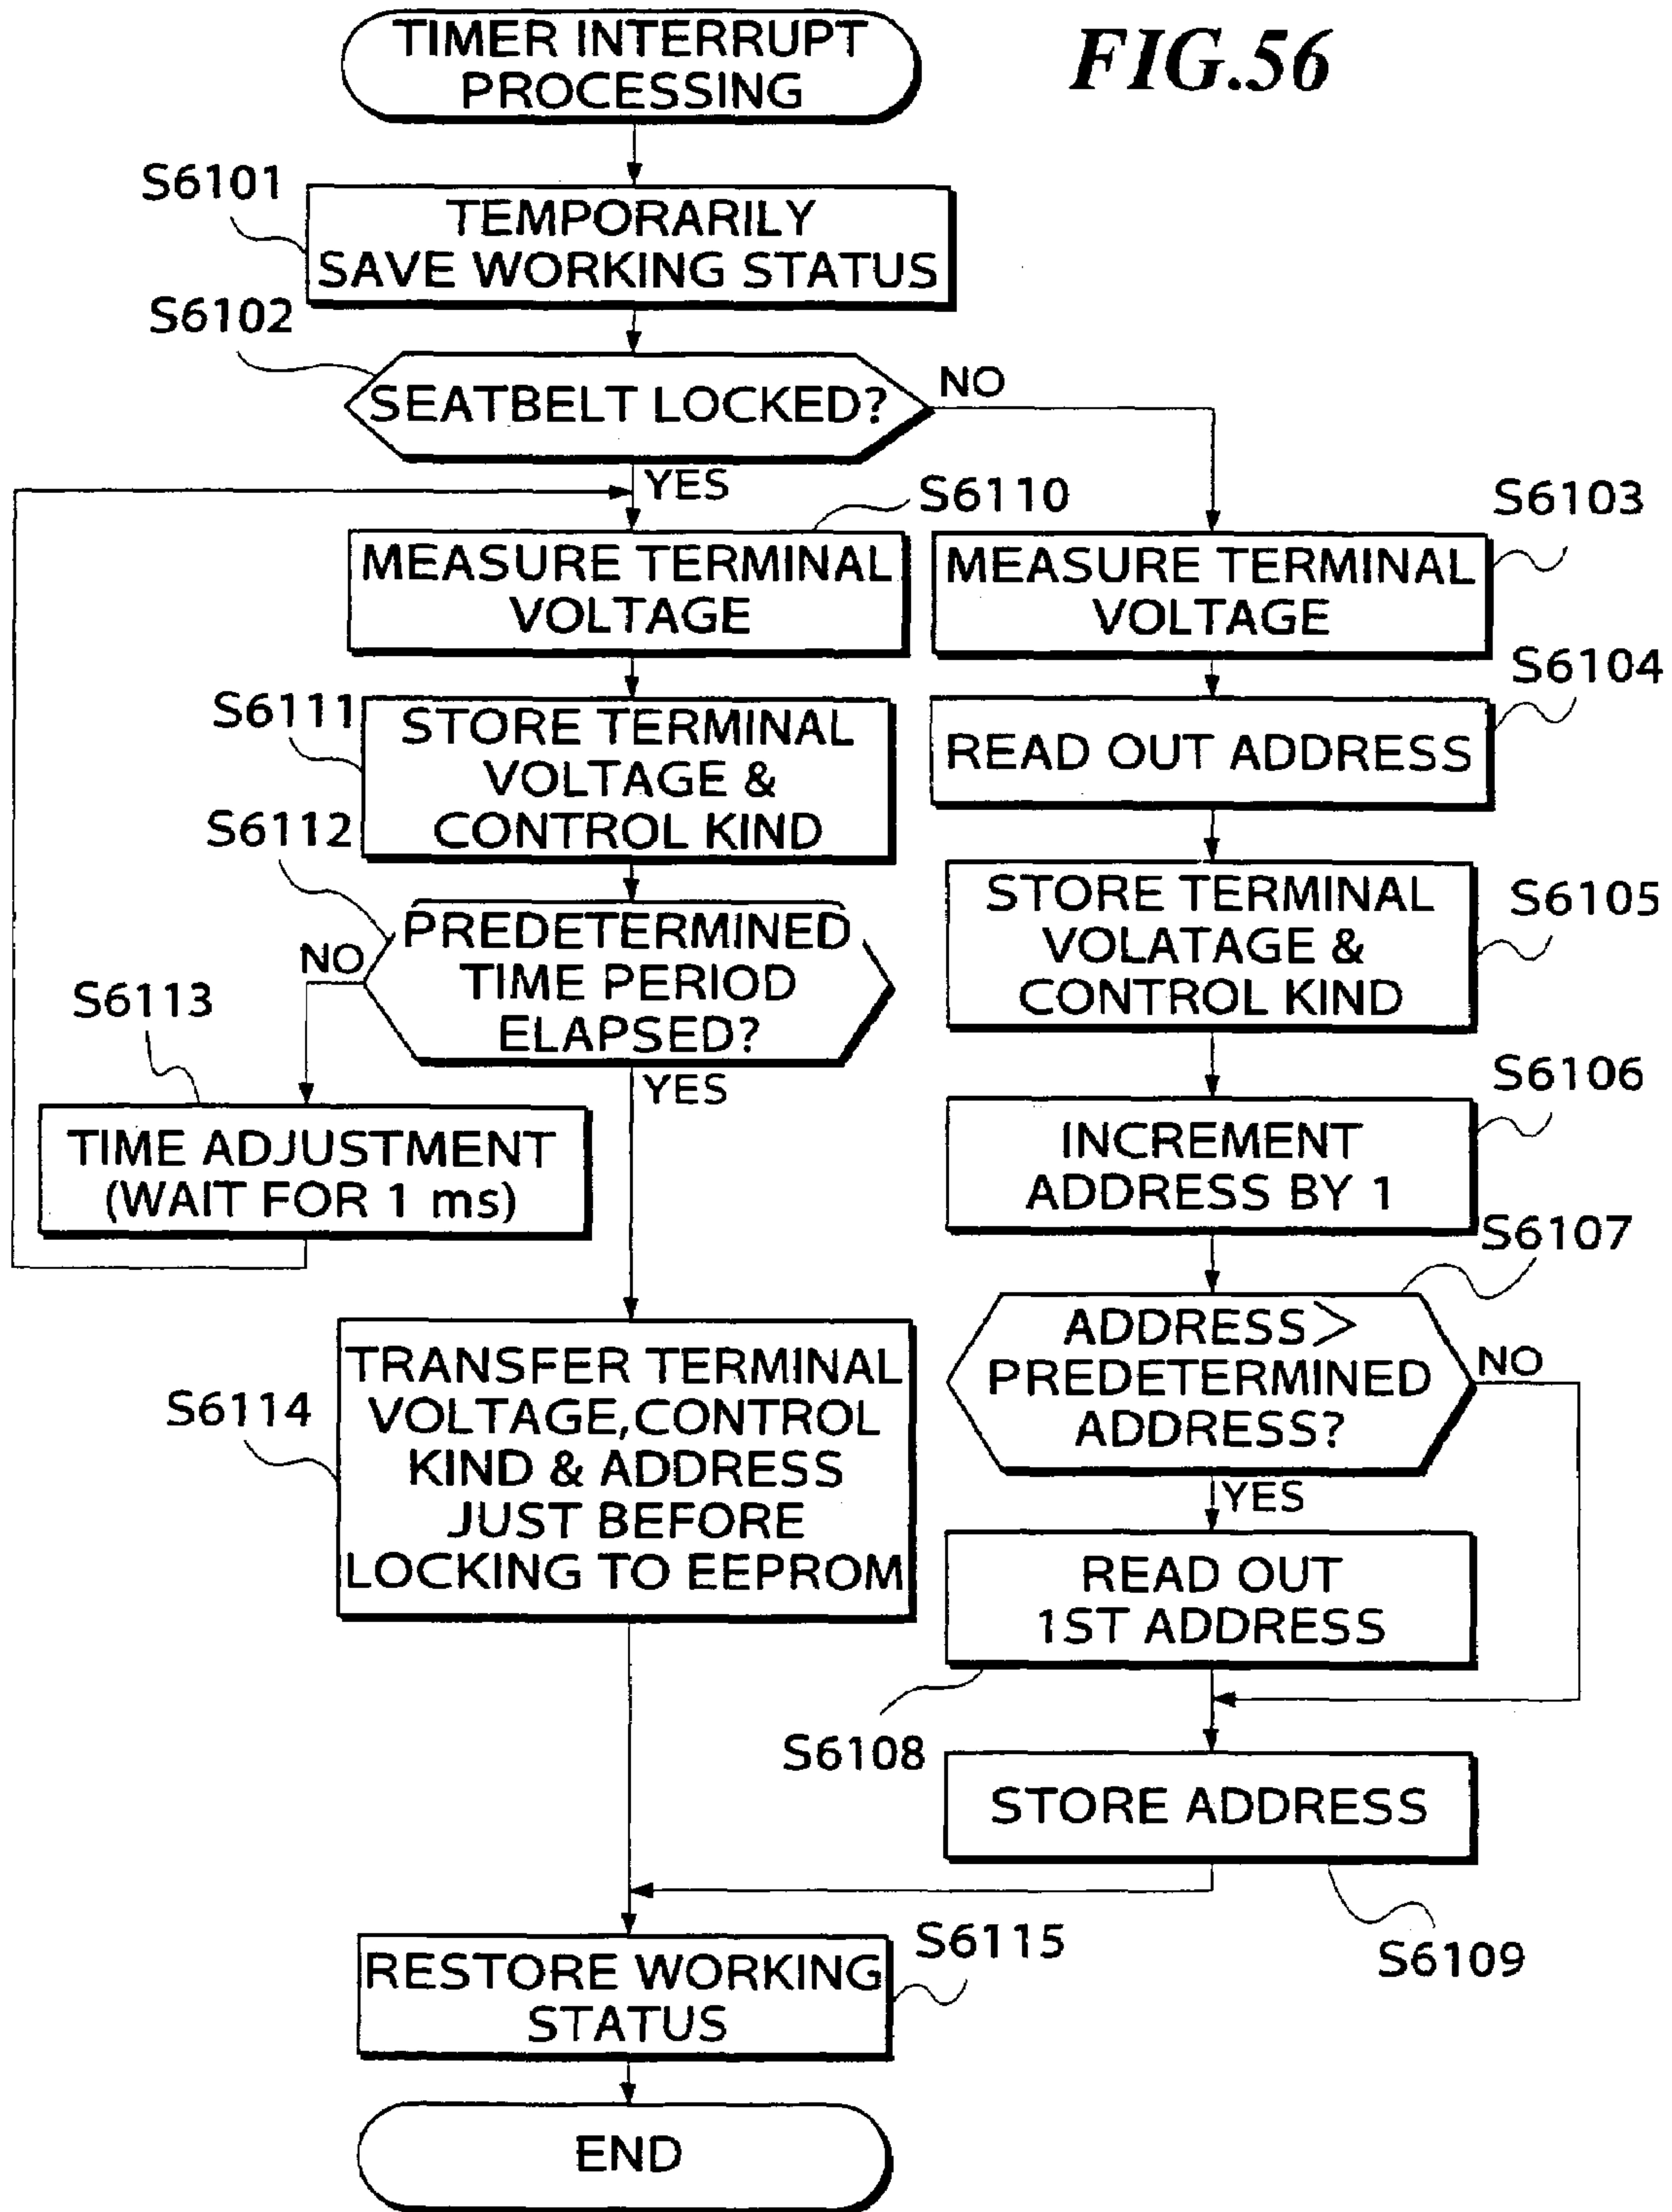 TIMER INTERRUPT
PROCESSING
FIG.56
S6101
TEMPORARILY
SAVE WORKING STATUS
S6102
SEATBELT LOCKED?
NO
YES
S6110
MEASURE TERMINAL
VOLTAGE
S6103
MEASURE TERMINAL
VOLTAGE
S6111
STORE TERMINAL
VOLTAGE &
CONTROL KIND
S6104
READ OUT ADDRESS
S6112
PREDETERMINED
TIME PERIOD
ELAPSED?
NO
YES
S6105
STORE TERMINAL
VOLATAGE &
CONTROL KIND
S6113
TIME ADJUSTMENT
(WAIT FOR 1 ms)
S6106
INCREMENT
ADDRESS BY 1
S6107
ADDRESS>
PREDETERMINED
ADDRESS?
NO
YES
S6114
TRANSFER TERMINAL
VOLTAGE,CONTROL
KIND & ADDRESS
JUST BEFORE
LOCKING TO EEPROM
READ OUT
1ST ADDRESS
S6108
STORE ADDRESS
S6109
S6115
RESTORE WORKING
STATUS
END